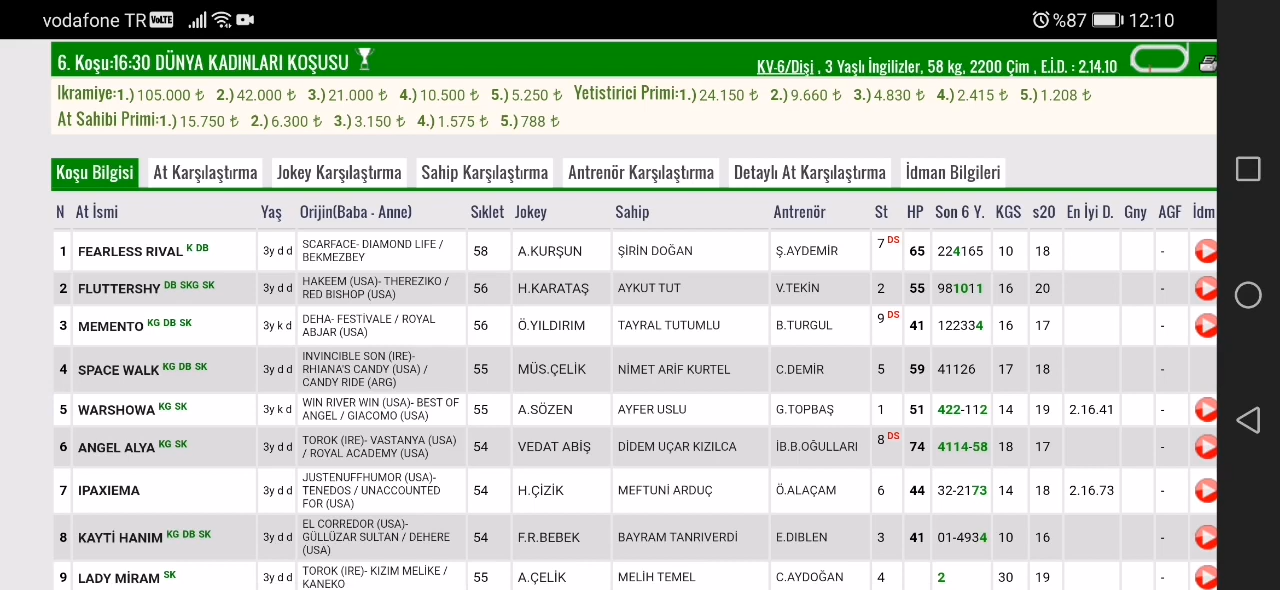 vodafone TR VoLTE %87 12:10
6. Koşu:16:30 DÜNYA KADINLARI KOŞUSU KV-6/Dişi , 3 Yaşlı İngilizler, 58 kg, 2200 Çim , E.İ.D. : 2.14.10
Ikramiye:1.) 105.000 ₺ 2.) 42.000 ₺ 3.) 21.000 ₺ 4.) 10.500 ₺ 5.) 5.250 ₺ Yetistirici Primi:1.) 24.150 ₺ 2.) 9.660 ₺ 3.) 4.830 ₺ 4.) 2.415 ₺ 5.) 1.208 ₺
At Sahibi Primi:1.) 15.750 ₺ 2.) 6.300 ₺ 3.) 3.150 ₺ 4.) 1.575 ₺ 5.) 788 ₺
Koşu Bilgisi At Karşılaştırma Jokey Karşılaştırma Sahip Karşılaştırma Antrenör Karşılaştırma Detaylı At Karşılaştırma İdman Bilgileri
N At İsmi Yaş Orijin(Baba - Anne) Sıklet Jokey Sahip Antrenör St HP Son 6 Y. KGS s20 En İyi D. Gny AGF İdm
1 FEARLESS RIVAL K DB 3y d d SCARFACE- DIAMOND LIFE / BEKMEZBEY 58 A.KURŞUN ŞİRİN DOĞAN Ş.AYDEMİR 7 DS 65 224165 10 18 -
2 FLUTTERSHY DB SKG SK 3y d d HAKEEM (USA)- THEREZIKO / RED BISHOP (USA) 56 H.KARATAŞ AYKUT TUT V.TEKİN 2 55 981011 16 20 -
3 MEMENTO KG DB SK 3y k d DEHA- FESTİVALE / ROYAL ABJAR (USA) 56 Ö.YILDIRIM TAYRAL TUTUMLU B.TURGUL 9 DS 41 122334 16 17 -
4 SPACE WALK KG DB SK 3y d d INVINCIBLE SON (IRE)- RHIANA'S CANDY (USA) / CANDY RIDE (ARG) 55 MÜS.ÇELİK NİMET ARİF KURTEL C.DEMİR 5 59 41126 17 18 -
5 WARSHOWA KG SK 3y k d WIN RIVER WIN (USA)- BEST OF ANGEL / GIACOMO (USA) 55 A.SÖZEN AYFER USLU G.TOPBAŞ 1 51 422-112 14 19 2.16.41 -
6 ANGEL ALYA KG SK 3y d d TOROK (IRE)- VASTANYA (USA) / ROYAL ACADEMY (USA) 54 VEDAT ABİŞ DİDEM UÇAR KIZILCA İB.B.OĞULLARI 8 DS 74 4114-58 18 17 -
7 IPAXIEMA 3y d d JUSTENUFFHUMOR (USA)- TENEDOS / UNACCOUNTED FOR (USA) 54 H.ÇİZİK MEFTUNİ ARDUÇ Ö.ALAÇAM 6 44 32-2173 14 18 2.16.73 -
8 KAYTİ HANIM KG DB SK 3y d d EL CORREDOR (USA)- GÜLLÜZAR SULTAN / DEHERE (USA) 54 F.R.BEBEK BAYRAM TANRIVERDİ E.DIBLEN 3 41 01-4934 10 16 -
9 LADY MİRAM SK 3y d d TOROK (IRE)- KIZIM MELİKE / KANEKO 55 A.ÇELİK MELİH TEMEL C.AYDOĞAN 4 2 30 19 -